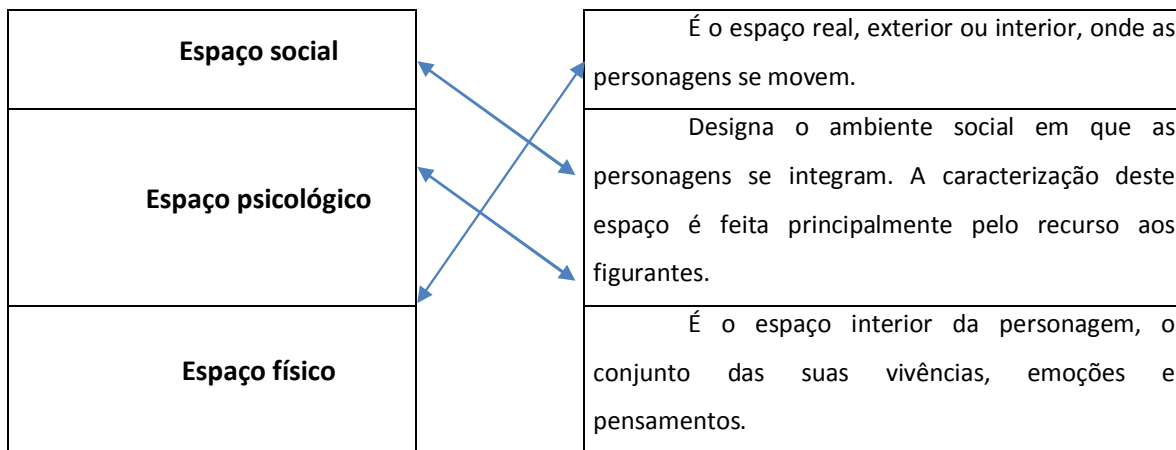 Espaço social
É o espaço real, exterior ou interior, onde as
personagens se movem.
Espaço psicológico
Designa o ambiente social em que as
personagens se integram. A caracterização deste
espaço é feita principalmente pelo recurso aos
figurantes.
Espaço físico
É o espaço interior da personagem, o
conjunto das suas vivências, emoções e
pensamentos.